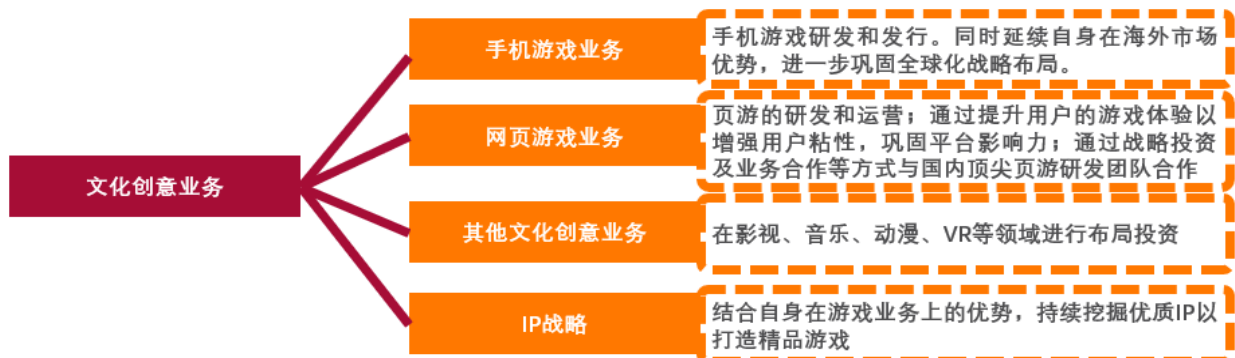 文化创意业务
手机游戏业务
手机游戏研发和发行。同时延续自身在海外市场
优势，进一步巩固全球化战略布局。
网页游戏业务
页游的研发和运营；通过提升用户的游戏体验以
增强用户粘性，巩固平台影响力；通过战略投资
及业务合作等方式与国内顶尖页游研发团队合作
其他文化创意业务
在影视、音乐、动漫、VR等领域进行布局投资
IP战略
结合自身在游戏业务上的优势，持续挖掘优质IP以
打造精品游戏